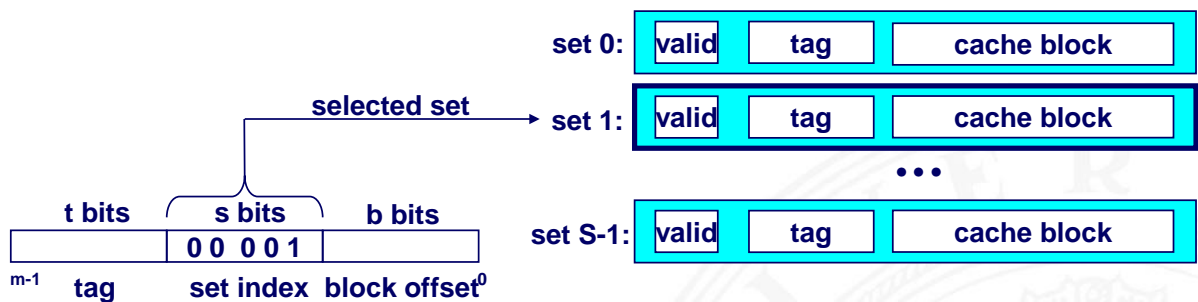 set 0: valid tag cache block
selected set
set 1: valid tag cache block
•••
t bits s bits b bits
0 0 0 0 1
set S-1: valid tag cache block
m-1 tag set index block offset 0